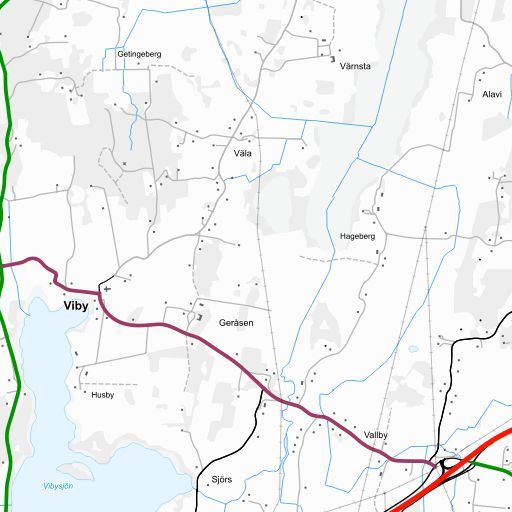 Getingeberg
Värnsta
Alavi
Väla
Hageberg
Viby
Geråsen
Husby
Vallby
Sjörs
Vibysjön